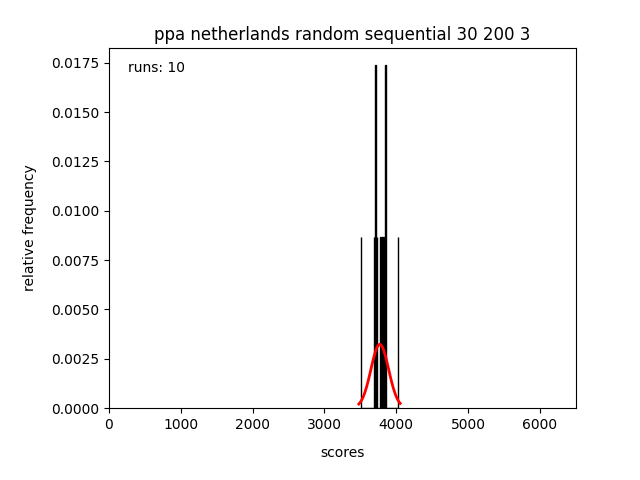 ppa netherlands random sequential 30 200 3
runs: 10
relative frequency
0.0175
0.0150
0.0125
0.0100
0.0075
0.0050
0.0025
0.0000
0 1000 2000 3000 4000 5000 6000
scores